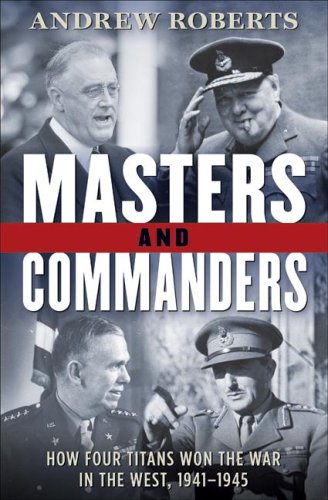 ANDREW ROBERTS
MASTERS
AND
COMMANDERS
HOW FOUR TITANS WON THE WAR
IN THE WEST, 1941–1945